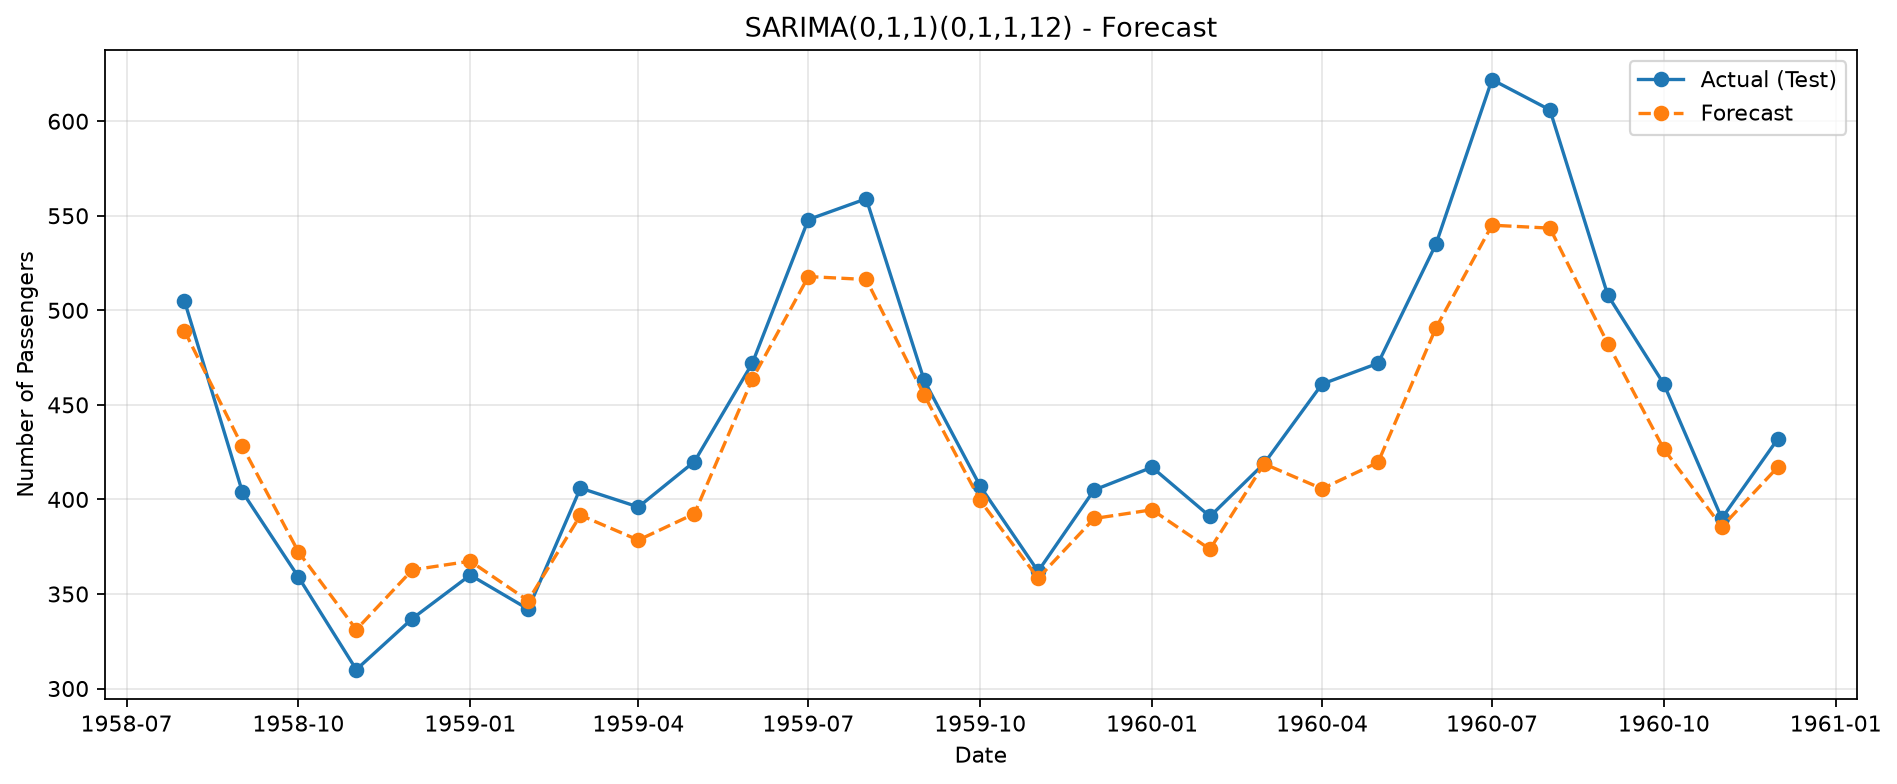 SARIMA(0,1,1)(0,1,1,12) - Forecast
Actual (Test)
Forecast
Number of Passengers
600
550
500
450
400
350
300
1958-07 1958-10 1959-01 1959-04 1959-07 1959-10 1960-01 1960-04 1960-07 1960-10 1961-01
Date